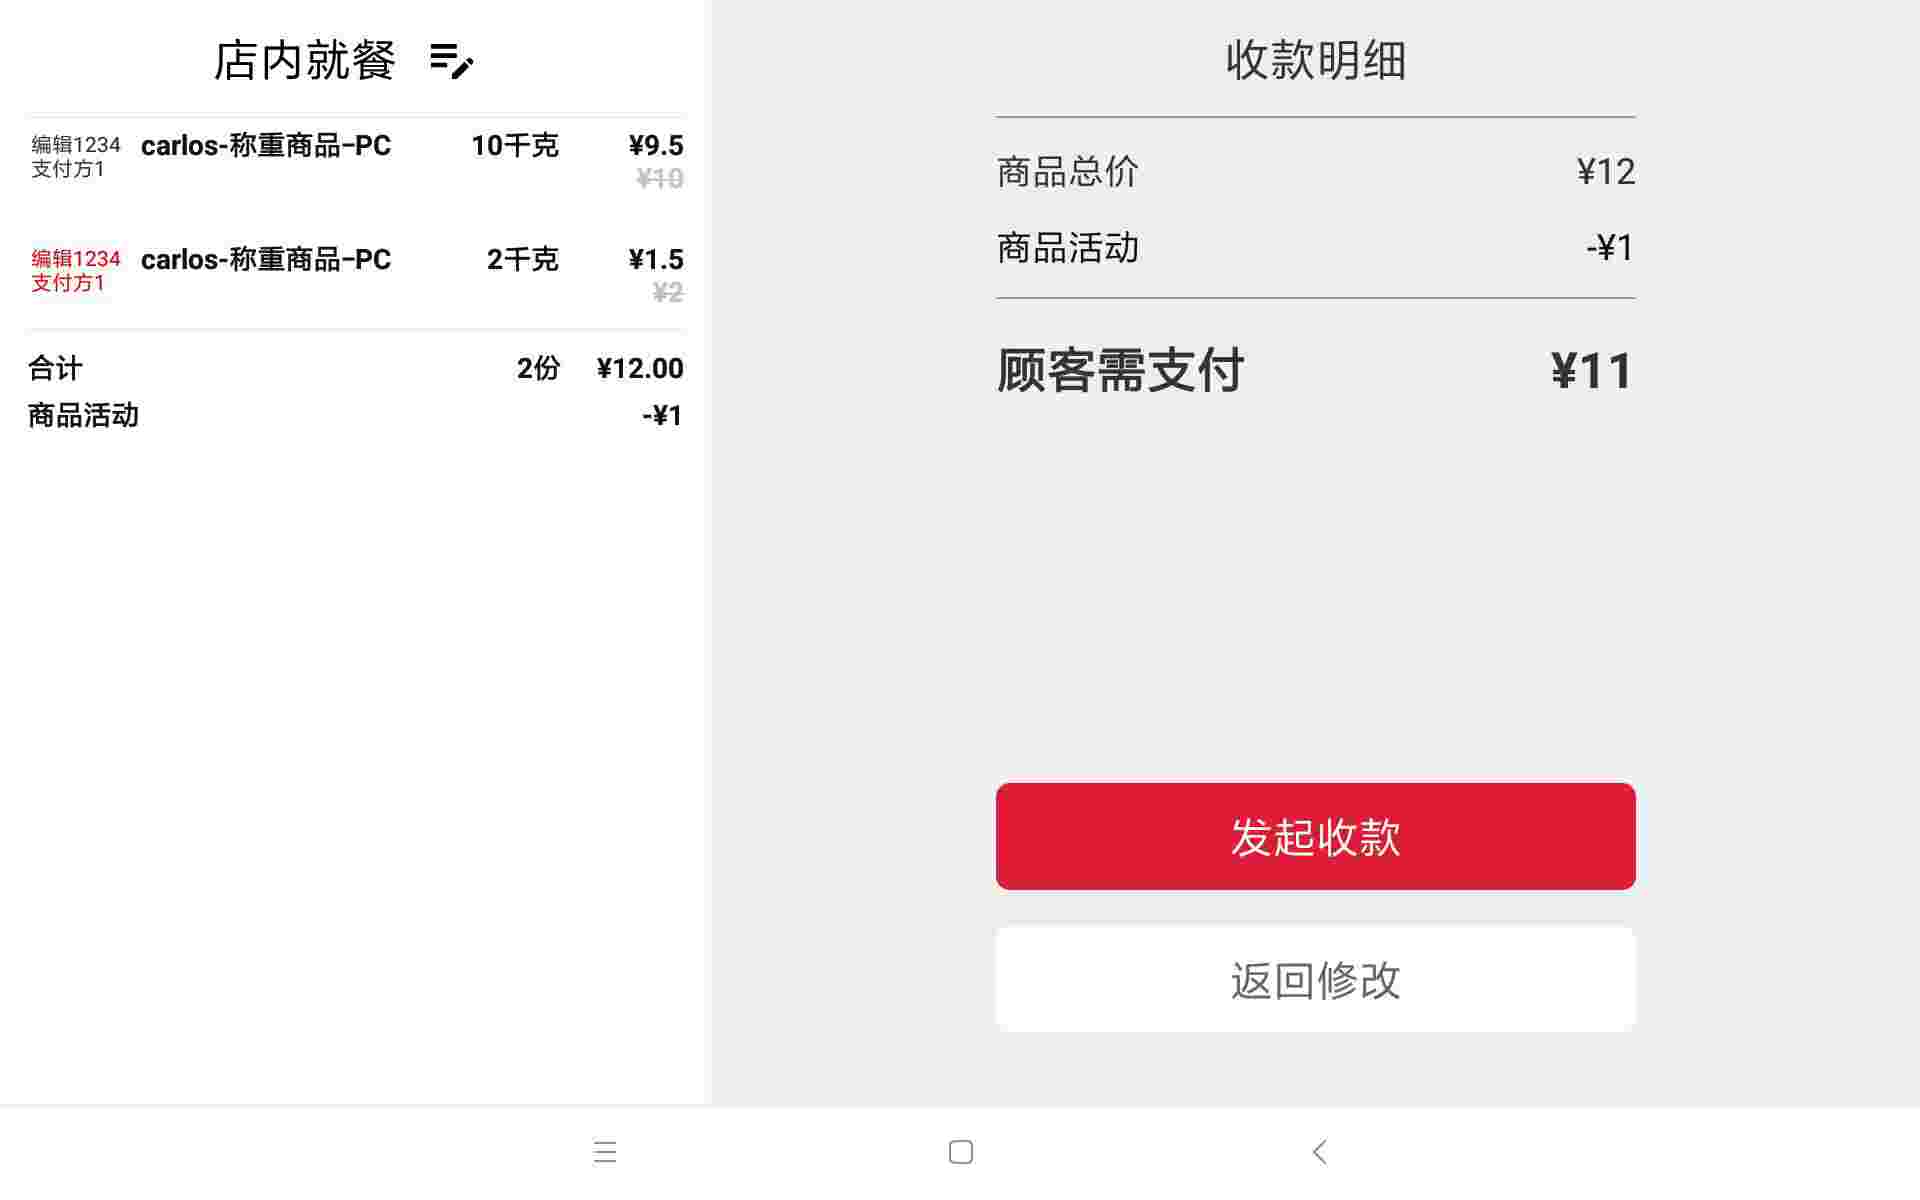 店内就餐
编辑1234
支付方1
carlos-称重商品-PC 10千克 ¥9.5
¥10
编辑1234
支付方1
carlos-称重商品-PC 2千克 ¥1.5
¥2
合计 2份 ¥12.00
商品活动 -¥1
收款明细
商品总价 ¥12
商品活动 -¥1
顾客需支付 ¥11
发起收款
返回修改